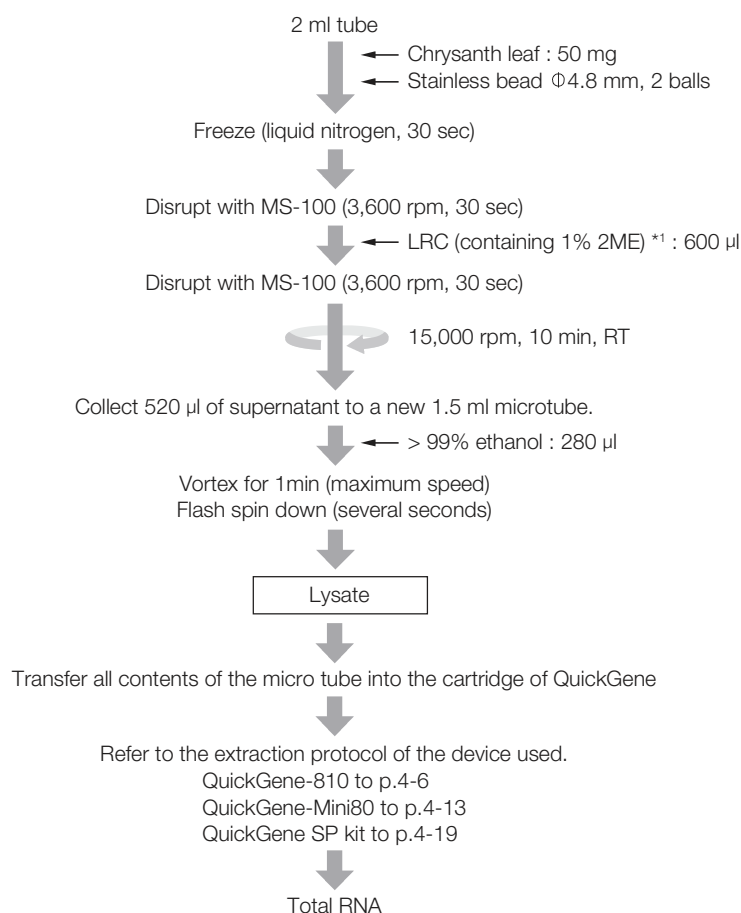 2 ml tube
Chrysanth leaf : 50 mg
Stainless bead Φ4.8 mm, 2 balls
Freeze (liquid nitrogen, 30 sec)
Disrupt with MS-100 (3,600 rpm, 30 sec)
LRC (containing 1% 2ME) *1 : 600 μl
Disrupt with MS-100 (3,600 rpm, 30 sec)
15,000 rpm, 10 min, RT
Collect 520 μl of supernatant to a new 1.5 ml microtube.
> 99% ethanol : 280 μl
Vortex for 1min (maximum speed)
Flash spin down (several seconds)
Lysate
Transfer all contents of the micro tube into the cartridge of QuickGene
Refer to the extraction protocol of the device used.
QuickGene-810 to p.4-6
QuickGene-Mini80 to p.4-13
QuickGene SP kit to p.4-19
Total RNA